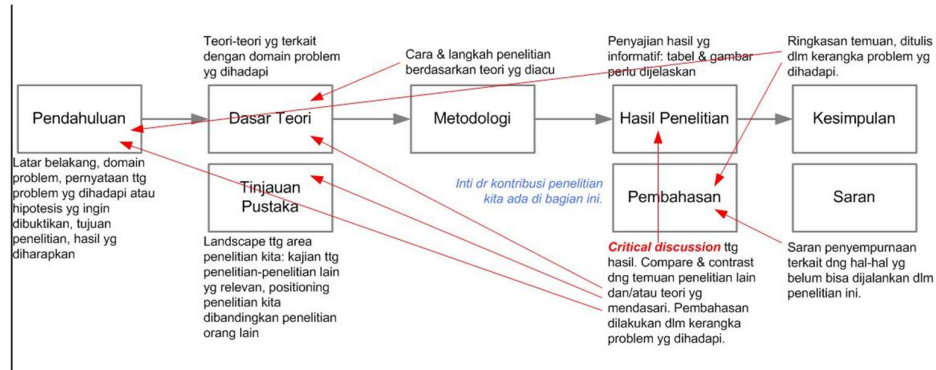 Teori-teori yg terkait
dengan domain problem
yg dihadapi
Cara & langkah penelitian
berdasarkan teori yg diacu
Penyajian hasil yg
informatif: tabel & gambar
perlu dijelaskan
Ringkasan temuan, ditulis
dlm kerangka problem yg
dihadapi.
Pendahuluan
Dasar Teori
Metodologi
Hasil Penelitian
Kesimpulan
Latar belakang, domain
problem, pernyataan ttg
problem yg dihadapi atau
hipotesis yg ingin
dibuktikan, tujuan
penelitian, hasil yg
diharapkan
Tinjauan
Pustaka
Inti dr kontribusi penelitian
kita ada di bagian ini.
Pembahasan
Saran
Landscape ttg area
penelitian kita: kajian ttg
penelitian-penelitian lain
yg relevan, positioning
penelitian kita
dibandingkan penelitian
orang lain
Critical discussion ttg
hasil. Compare & contrast
dng temuan penelitian lain
dan/atau teori yg
mendasari. Pembahasan
dilakukan dlm kerangka
problem yg dihadapi.
Saran penyempurnaan
terkait dng hal-hal yg
belum bisa dijalankan dlm
penelitian ini.